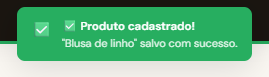 ✅ Produto cadastrado!
"Blusa de linho" salvo com sucesso.